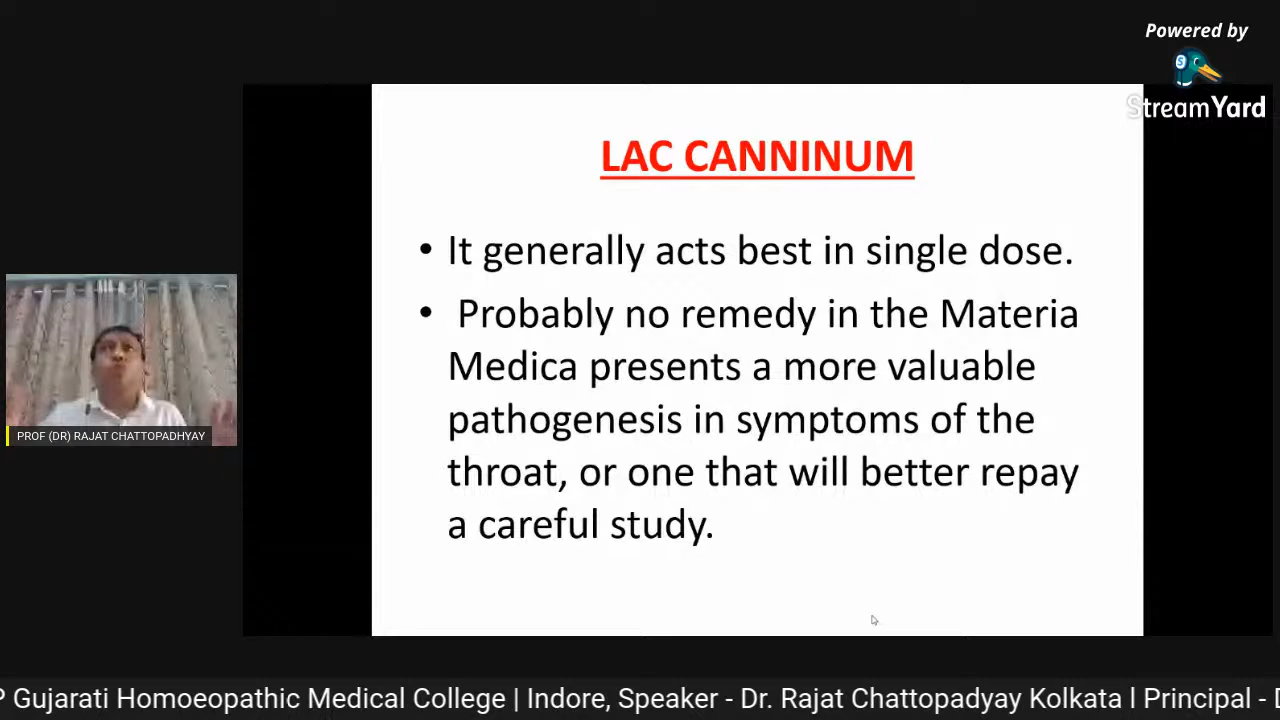 Powered by
StreamYard
LAC CANNINUM
• It generally acts best in single dose.
• Probably no remedy in the Materia
Medica presents a more valuable
pathogenesis in symptoms of the
throat, or one that will better repay
a careful study.
PROF (DR) RAJAT CHATTOPADHYAY
P Gujarati Homoeopathic Medical College | Indore, Speaker - Dr. Rajat Chattopadyay Kolkata l Principal - D